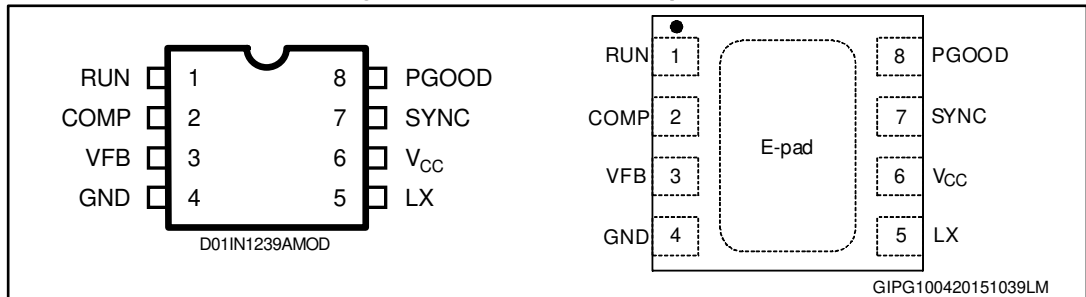 RUN 1 8 PGOOD
COMP 2 7 SYNC
VFB 3 6 VCC
GND 4 5 LX
D01IN1239AMOD
RUN 1 8 PGOOD
COMP 2 7 SYNC
E-pad
VFB 3 6 VCC
GND 4 5 LX
GIPG100420151039LM